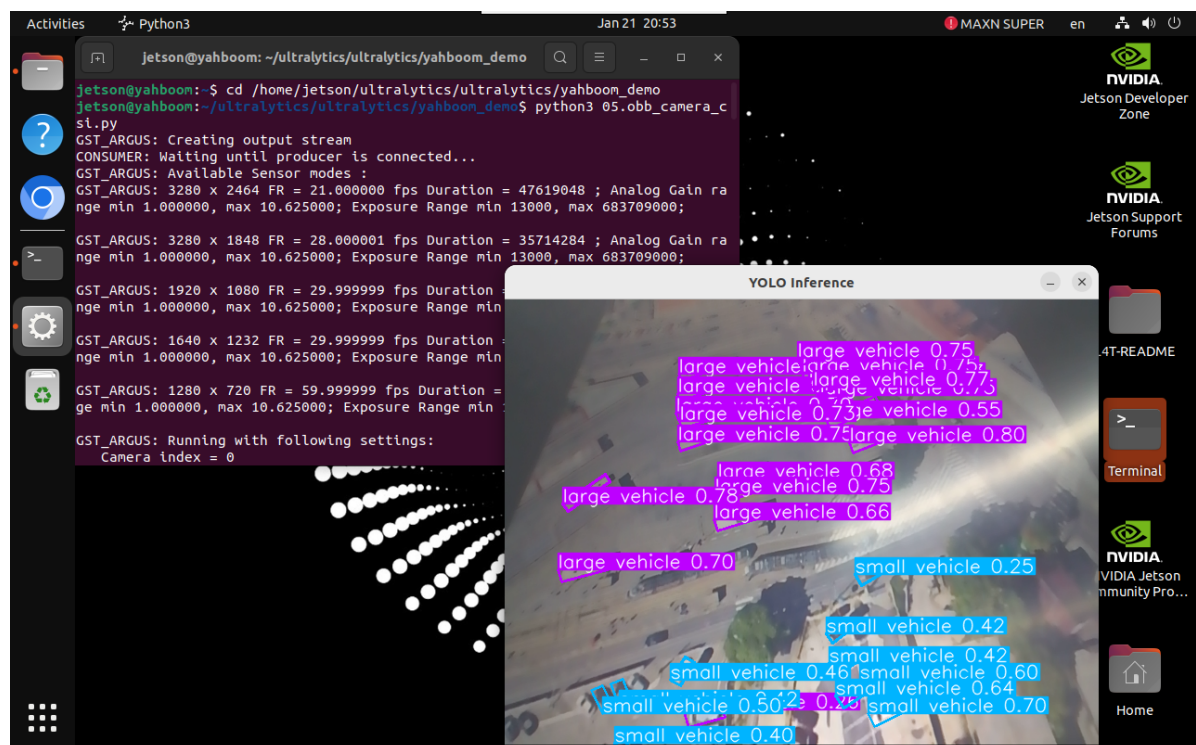 Activities
Python3
Jan 21 20:53
MAXN SUPER
en
jetson@yahboom: ~/ultralytics/ultralytics/yahboom_demo
jetson@yahboom:~$ cd /home/jetson/ultralytics/ultralytics/yahboom_demo
jetson@yahboom:~/ultralytics/ultralytics/yahboom_demo$ python3 05.obb_camera_c
si.py
GST_ARGUS: Creating output stream
CONSUMER: Waiting until producer is connected...
GST_ARGUS: Available Sensor modes :
GST_ARGUS: 3280 x 2464 FR = 21.000000 fps Duration = 47619048 ; Analog Gain ra
nge min 1.000000, max 10.625000; Exposure Range min 13000, max 683709000;
GST_ARGUS: 3280 x 1848 FR = 28.000001 fps Duration = 35714284 ; Analog Gain ra
nge min 1.000000, max 10.625000; Exposure Range min 13000, max 683709000;
GST_ARGUS: 1920 x 1080 FR = 29.999999 fps Duration =
nge min 1.000000, max 10.625000; Exposure Range min
GST_ARGUS: 1640 x 1232 FR = 29.999999 fps Duration =
nge min 1.000000, max 10.625000; Exposure Range min
GST_ARGUS: 1280 x 720 FR = 59.999999 fps Duration =
ge min 1.000000, max 10.625000; Exposure Range min
GST_ARGUS: Running with following settings:
Camera index = 0
YOLO Inference
large vehicle 0.75
large vehicle
large vehicle 0.77
large vehicle
large vehicle 0.73
vehicle 0.55
large vehicle 0.75
large vehicle 0.80
large vehicle 0.68
large vehicle 0.75
large vehicle 0.78
large vehicle 0.66
large vehicle 0.70
small vehicle 0.25
small vehicle 0.42
small vehicle 0.42
small vehicle 0.46
small vehicle 0.60
small vehicle 0.64
small vehicle 0.50
small vehicle 0.70
small vehicle 0.40
NVIDIA
Jetson Developer
Zone
NVIDIA
Jetson Support
Forums
4T-README
Terminal
NVIDIA
VIDIA Jetson
mmunity Pro...
Home